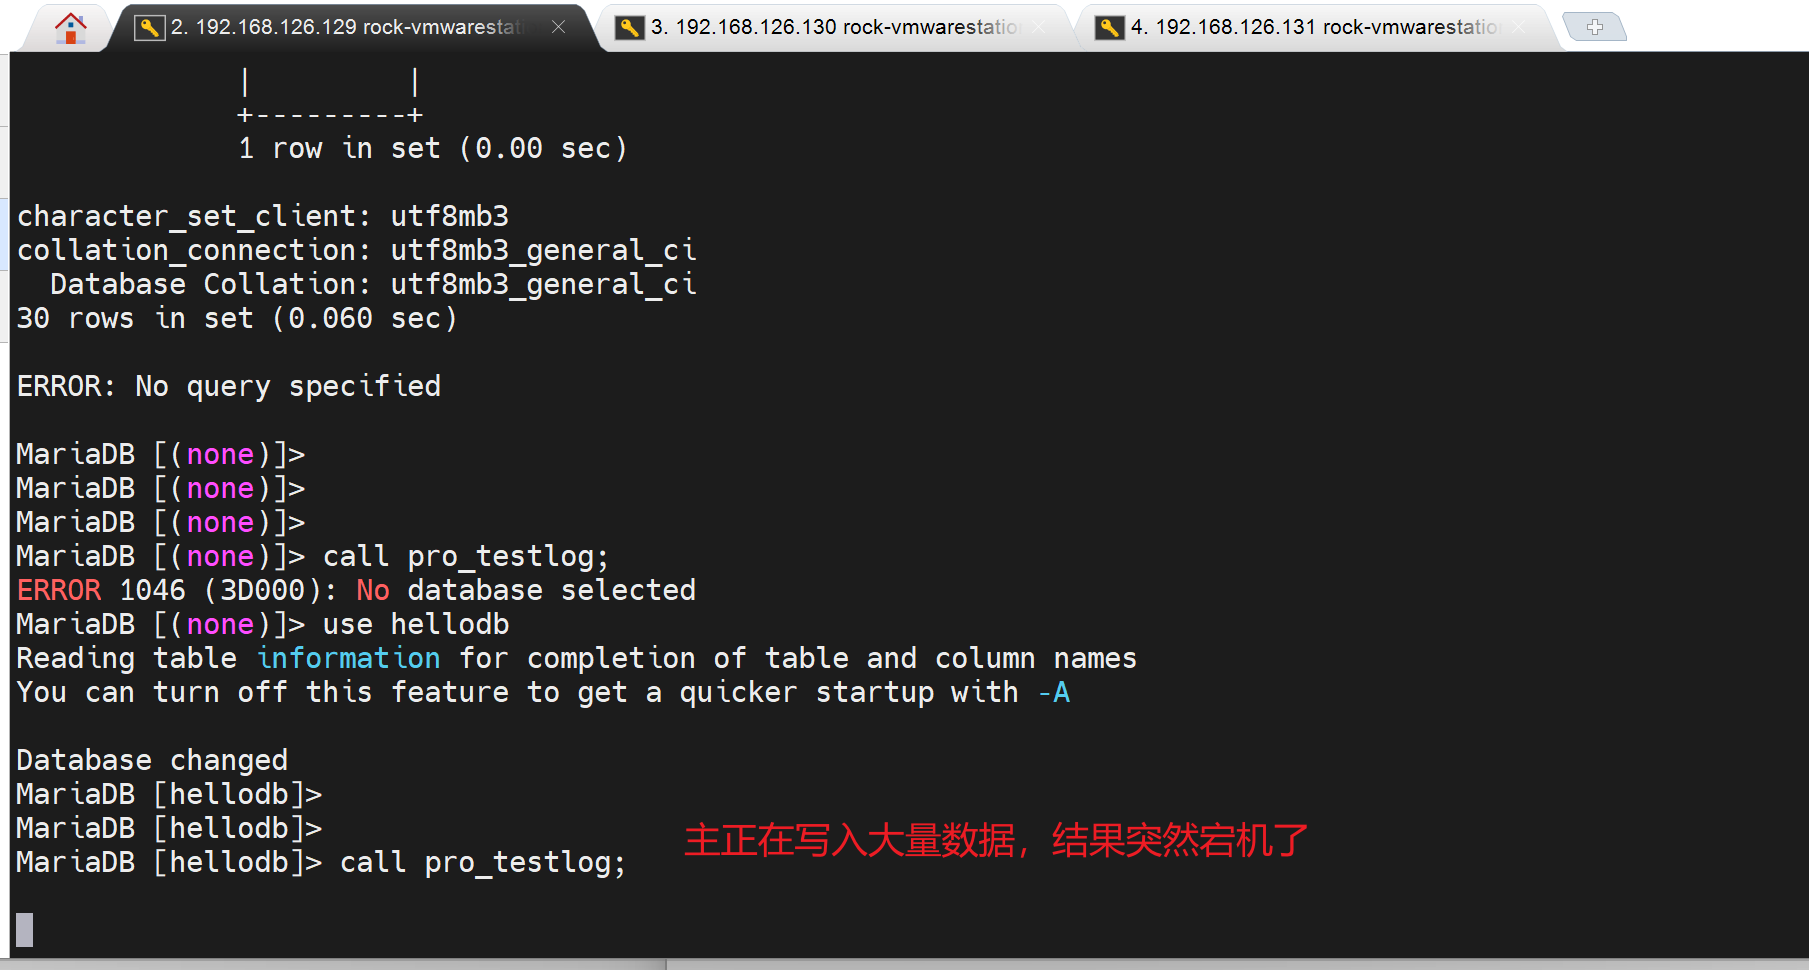 2. 192.168.126.129 rock-vmwarestat
3. 192.168.126.130 rock-vmwarestatio
4. 192.168.126.131 rock-vmwarestatio
|         |
+---------+
1 row in set (0.00 sec)
character_set_client: utf8mb3
collation_connection: utf8mb3_general_ci
Database Collation: utf8mb3_general_ci
30 rows in set (0.060 sec)
ERROR: No query specified
MariaDB [(none)]>
MariaDB [(none)]>
MariaDB [(none)]>
MariaDB [(none)]> call pro_testlog;
ERROR 1046 (3D000): No database selected
MariaDB [(none)]> use hellodb
Reading table information for completion of table and column names
You can turn off this feature to get a quicker startup with -A
Database changed
MariaDB [hellodb]>
MariaDB [hellodb]>
主正在写入大量数据，结果突然宕机了
MariaDB [hellodb]> call pro_testlog;